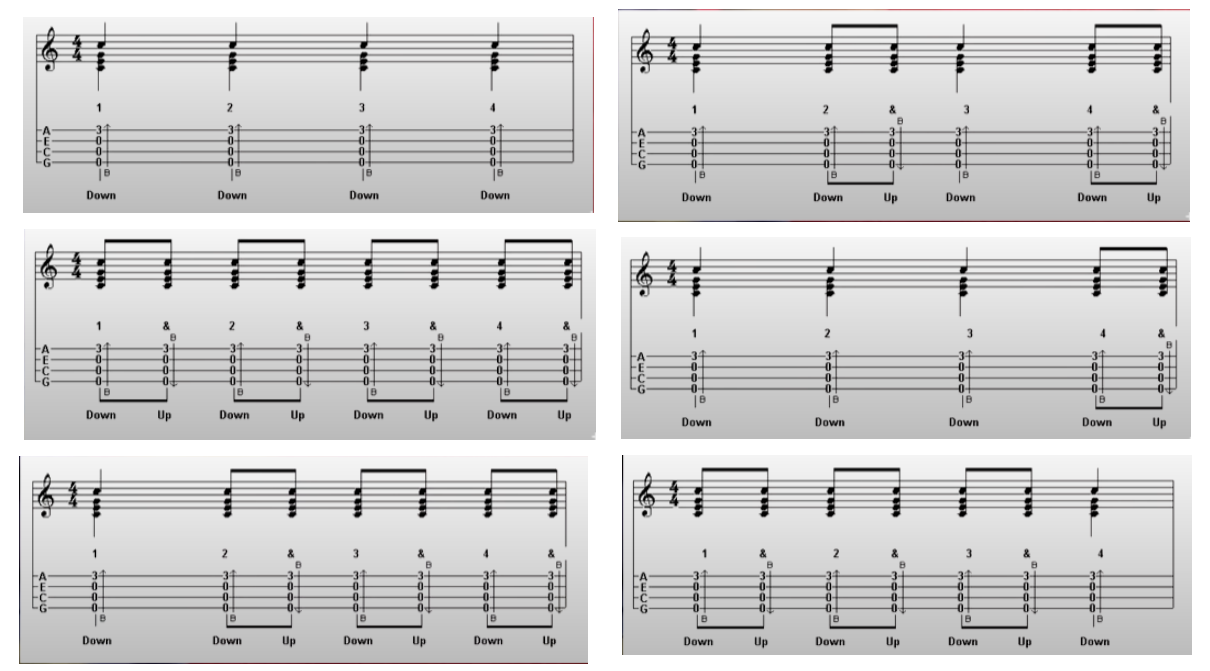 4
4
1 2 3 4
A 3 3 3 3
E 0 0 0 0
C 0 0 0 0
G 0 0 0 0
Down Down Down Down
4
4
1 2 & 3 4 &
A 3 3 3 3 3 3
E 0 0 0 0 0 0
C 0 0 0 0 0 0
G 0 0 0 0 0 0
Down Down Up Down Down Up
4
4
1 & 2 & 3 & 4 &
A 3 3 3 3 3 3 3 3
E 0 0 0 0 0 0 0 0
C 0 0 0 0 0 0 0 0
G 0 0 0 0 0 0 0 0
Down Up Down Up Down Up Down Up
4
4
1 2 3 4 &
A 3 3 3 3 3
E 0 0 0 0 0
C 0 0 0 0 0
G 0 0 0 0 0
Down Down Down Down Up
4
4
1 2 & 3 & 4 &
A 3 3 3 3 3 3 3
E 0 0 0 0 0 0 0
C 0 0 0 0 0 0 0
G 0 0 0 0 0 0 0
Down Down Up Down Up Down Up
4
4
1 & 2 & 3 & 4
A 3 3 3 3 3 3 3
E 0 0 0 0 0 0 0
C 0 0 0 0 0 0 0
G 0 0 0 0 0 0 0
Down Up Down Up Down Up Down